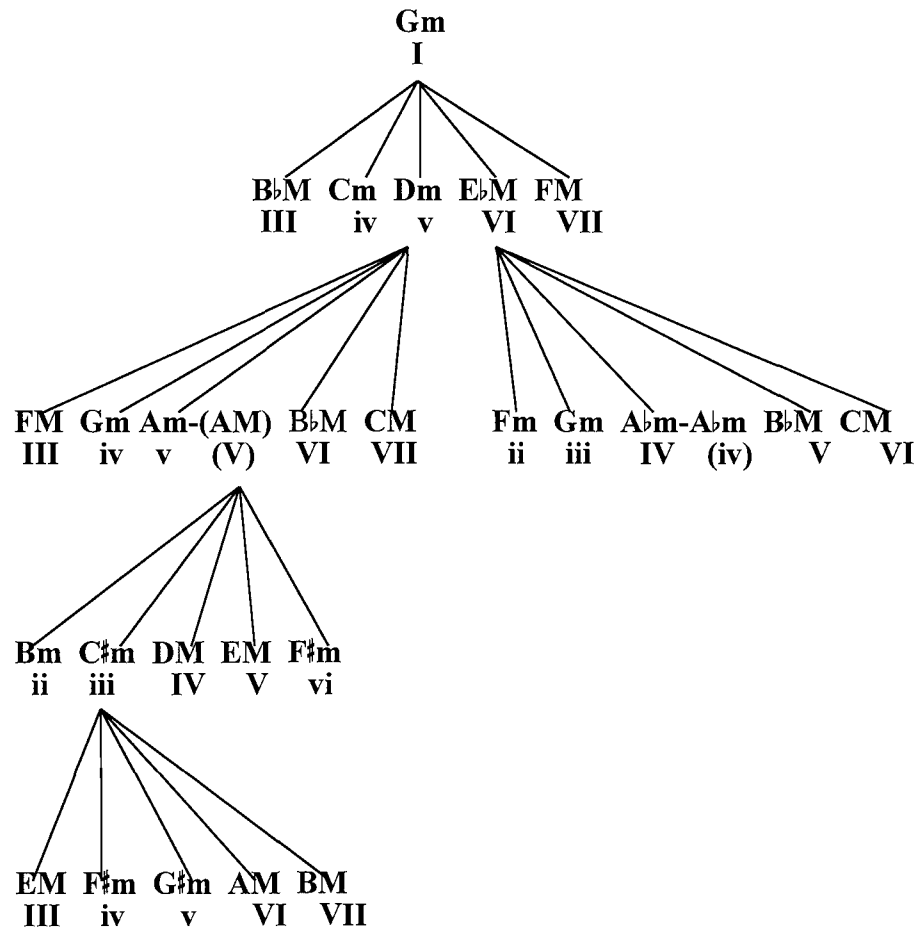 Gm
I
B♭M Cm Dm E♭M FM
III iv v VI VII
FM Gm Am-(AM) B♭M CM
III iv v (V) VI VII
Fm Gm A♭m-A♭m B♭M CM
ii iii IV (iv) V VI
Bm C♯m DM EM F♯m
ii iii IV V vi
EM F♯m G♯m AM BM
III iv v VI VII